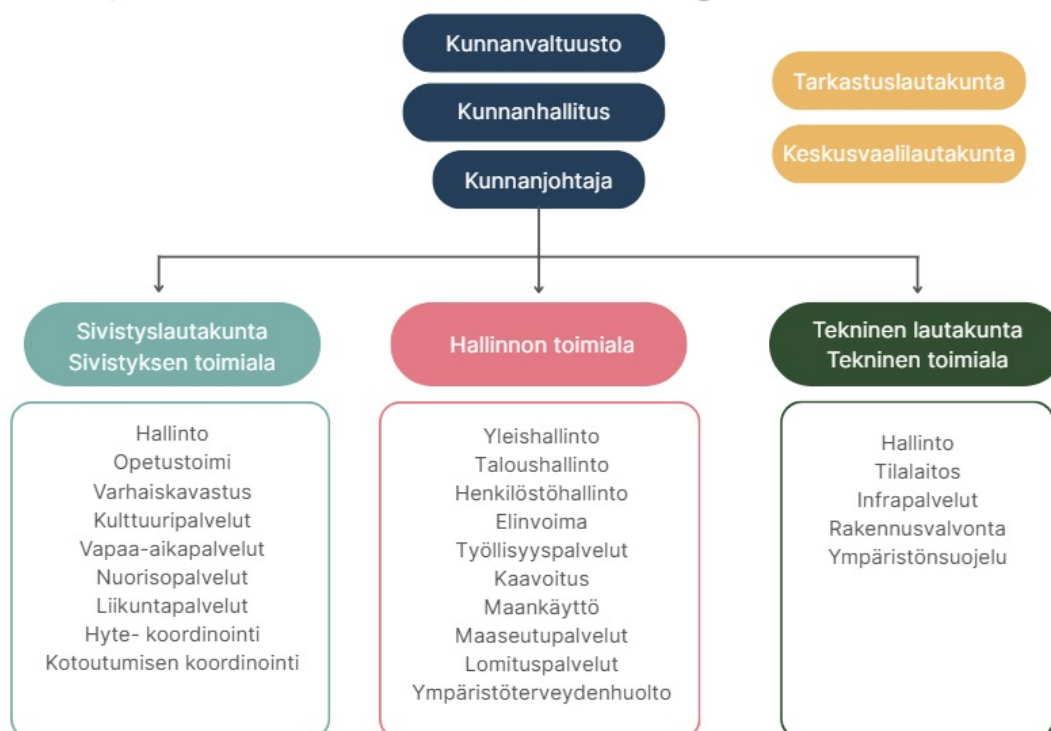 Kunnanvaltuusto
Kunnanhallitus
Kunnanjohtaja
Tarkastuslautakunta
Keskusvaalilautakunta
Sivistyslautakunta
Sivistyksen toimiala
Hallinto
Opetustoimi
Varhaiskavastus
Kulttuuripalvelut
Vapaa-aikapalvelut
Nuorisopalvelut
Liikuntapalvelut
Hyte- koordinointi
Kotoutumisen koordinointi
Hallinnon toimiala
Yleishallinto
Taloushallinto
Henkilöstöhallinto
Elinvoima
Työllisyyspalvelut
Kaavoitus
Maankäyttö
Maaseutupalvelut
Lomituspalvelut
Ympäristöterveydenhuolto
Tekninen lautakunta
Tekninen toimiala
Hallinto
Tilalaitos
Infrapalvelut
Rakennusvalvonta
Ympäristönsuojelu